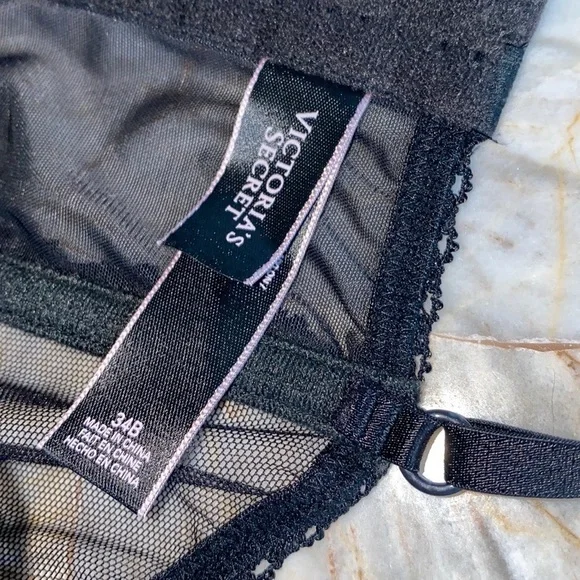 VICTORIA'S
SECRET
34B
MADE IN CHINA
FAIT EN CHINE
HECHO EN CHINA